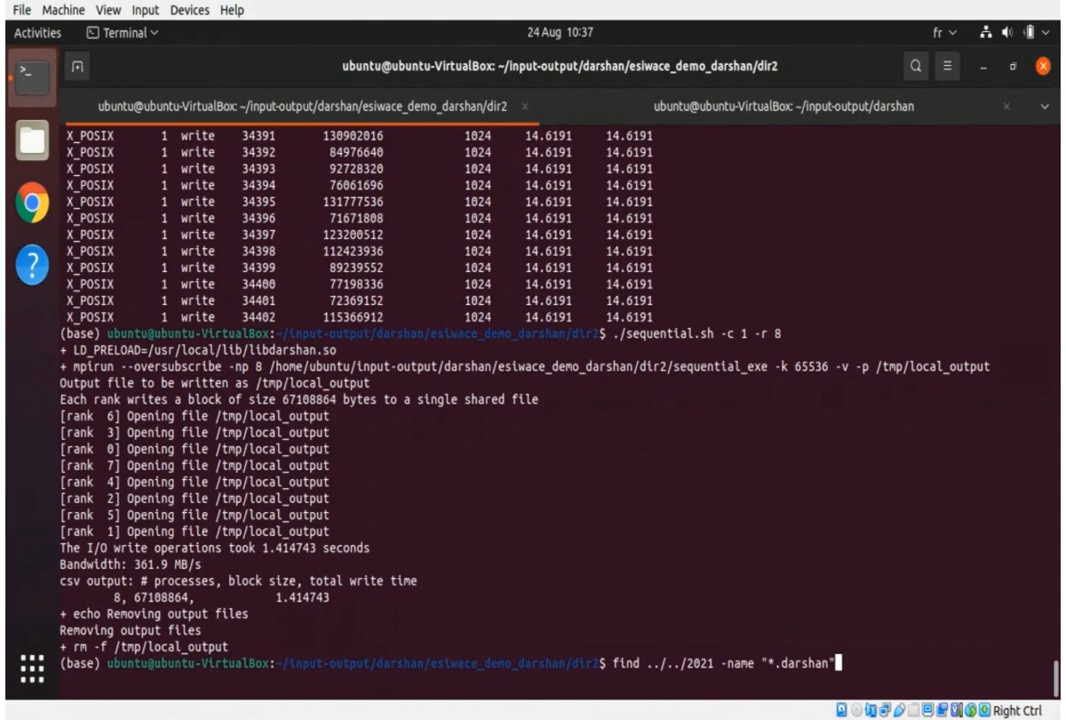 File Machine View Input Devices Help
Activities Terminal 24 Aug 10:37 fr
ubuntu@ubuntu-VirtualBox: ~/input-output/darshan/esiwace_demo_darshan/dir2
ubuntu@ubuntu-VirtualBox: ~/input-output/darshan/esiwace_demo_darshan/dir2 × ubuntu@ubuntu-VirtualBox: ~/input-output/darshan ×
X_POSIX 1 write 34391 130902016 1024 14.6191 14.6191
X_POSIX 1 write 34392 84976640 1024 14.6191 14.6191
X_POSIX 1 write 34393 92728320 1024 14.6191 14.6191
X_POSIX 1 write 34394 76061696 1024 14.6191 14.6191
X_POSIX 1 write 34395 131777536 1024 14.6191 14.6191
X_POSIX 1 write 34396 71671808 1024 14.6191 14.6191
X_POSIX 1 write 34397 123200512 1024 14.6191 14.6191
X_POSIX 1 write 34398 112423936 1024 14.6191 14.6191
X_POSIX 1 write 34399 89239552 1024 14.6191 14.6191
X_POSIX 1 write 34400 77198336 1024 14.6191 14.6191
X_POSIX 1 write 34401 72369152 1024 14.6191 14.6191
X_POSIX 1 write 34402 115366912 1024 14.6191 14.6191
(base) ubuntu@ubuntu-VirtualBox:~/input-output/darshan/esiwace_demo_darshan/dir2$ ./sequential.sh -c 1 -r 8
+ LD_PRELOAD=/usr/local/lib/libdarshan.so
+ mpirun --oversubscribe -np 8 /home/ubuntu/input-output/darshan/esiwace_demo_darshan/dir2/sequential_exe -k 65536 -v -p /tmp/local_output
Output file to be written as /tmp/local_output
Each rank writes a block of size 67108864 bytes to a single shared file
[rank 6] Opening file /tmp/local_output
[rank 3] Opening file /tmp/local_output
[rank 0] Opening file /tmp/local_output
[rank 7] Opening file /tmp/local_output
[rank 4] Opening file /tmp/local_output
[rank 2] Opening file /tmp/local_output
[rank 5] Opening file /tmp/local_output
[rank 1] Opening file /tmp/local_output
The I/O write operations took 1.414743 seconds
Bandwidth: 361.9 MB/s
csv output: # processes, block size, total write time
8, 67108864, 1.414743
+ echo Removing output files
Removing output files
+ rm -f /tmp/local_output
(base) ubuntu@ubuntu-VirtualBox:~/input-output/darshan/esiwace_demo_darshan/dir2$ find ../../2021 -name "*.darshan"
Right Ctrl